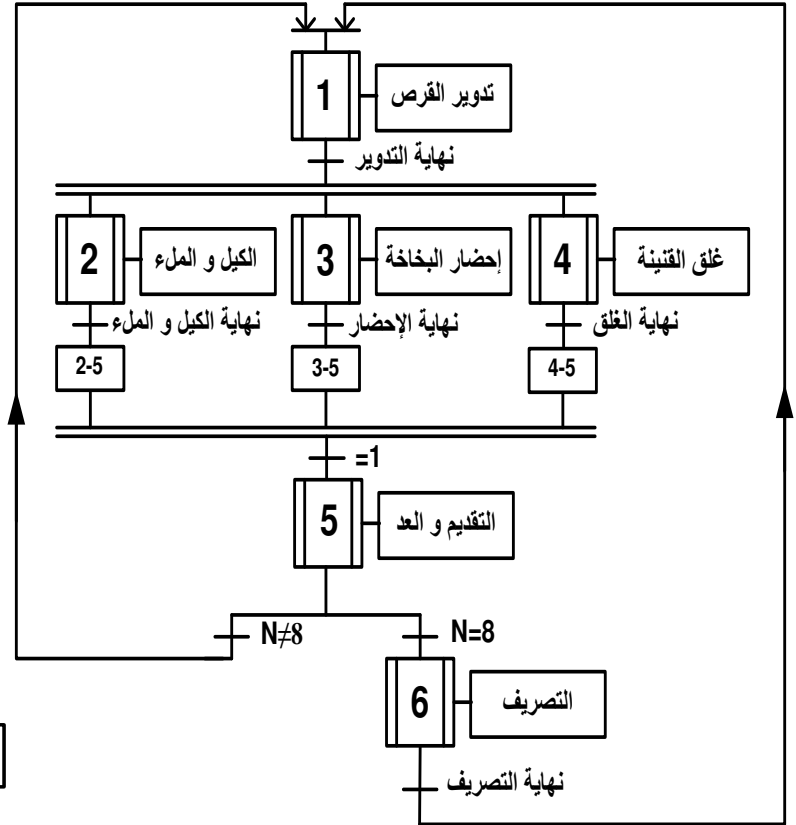 1
تدوير القرص
نهاية التدوير
2
الكيل و الملء
3
إحضار البخاخة
4
غلق القنينة
نهاية الكيل و الملء
نهاية الإحضار
نهاية الغلق
2-5
3-5
4-5
=1
5
التقديم و العد
N≠8
N=8
6
التصريف
نهاية التصريف